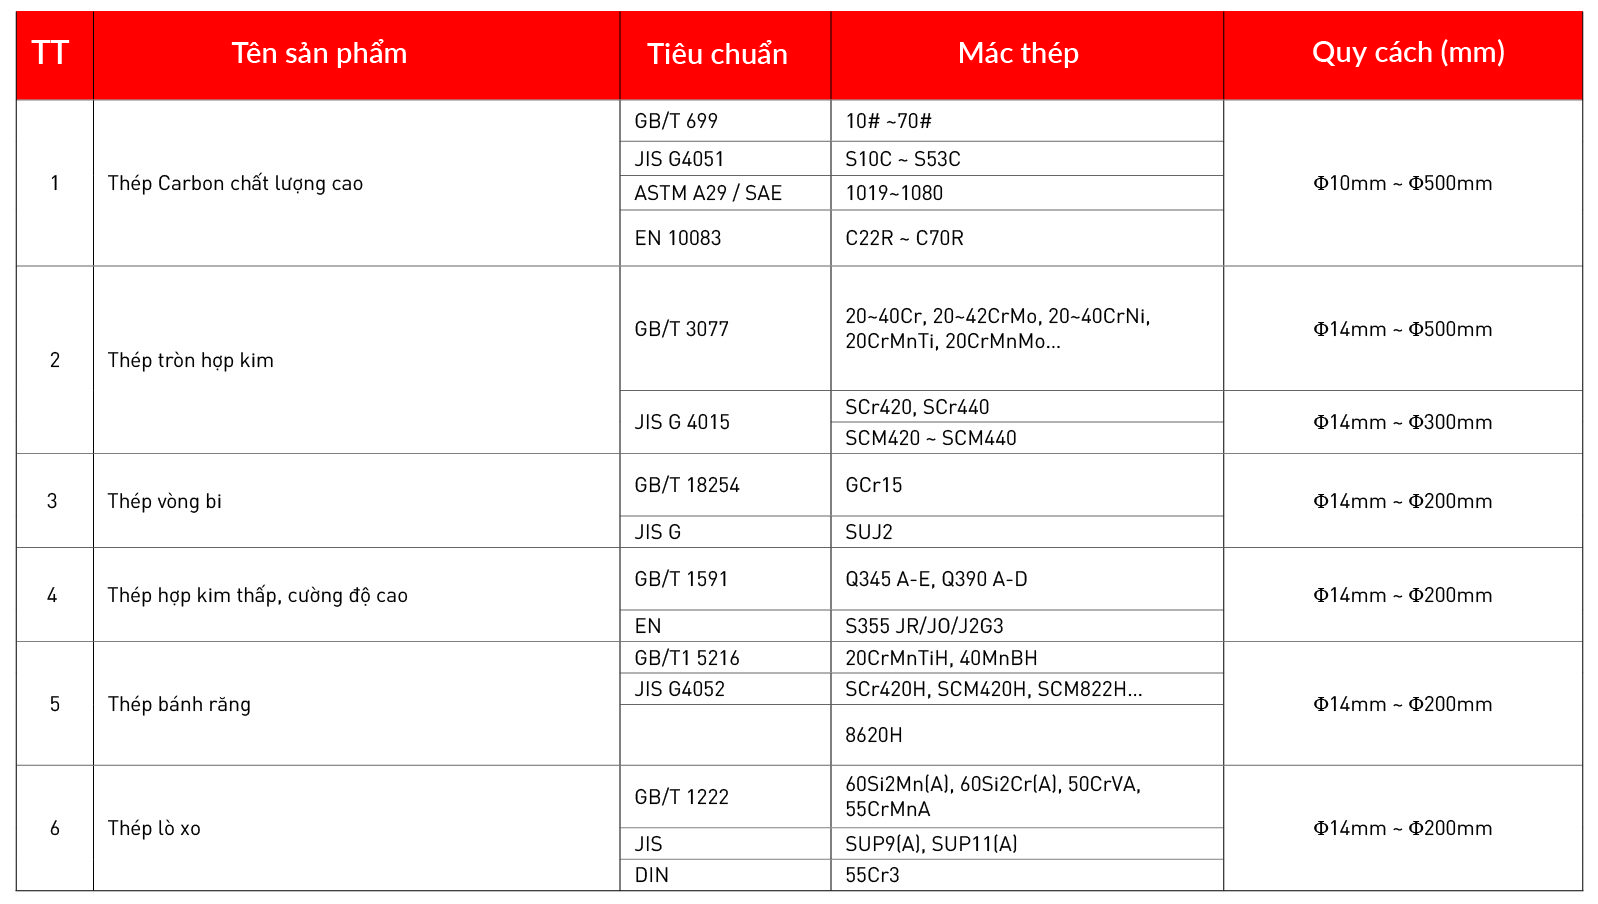 TT Tên sản phẩm Tiêu chuẩn Mác thép Quy cách (mm)
1 Thép Carbon chất lượng cao
GB/T 699 10# ~70#
JIS G4051 S10C ~ S53C
ASTM A29 / SAE 1019~1080
EN 10083 C22R ~ C70R
Φ10mm ~ Φ500mm
2 Thép tròn hợp kim
GB/T 3077
20~40Cr, 20~42CrMo, 20~40CrNi,
20CrMnTi, 20CrMnMo...
Φ14mm ~ Φ500mm
JIS G 4015
SCr420, SCr440
SCM420 ~ SCM440
Φ14mm ~ Φ300mm
3 Thép vòng bi
GB/T 18254 GCr15
JIS G SUJ2
Φ14mm ~ Φ200mm
4 Thép hợp kim thấp, cường độ cao
GB/T 1591 Q345 A-E, Q390 A-D
EN S355 JR/JO/J2G3
Φ14mm ~ Φ200mm
5 Thép bánh răng
GB/T1 5216 20CrMnTiH, 40MnBH
JIS G4052 SCr420H, SCM420H, SCM822H...
8620H
Φ14mm ~ Φ200mm
6 Thép lò xo
GB/T 1222
60Si2Mn(A), 60Si2Cr(A), 50CrVA,
55CrMnA
JIS SUP9(A), SUP11(A)
DIN 55Cr3
Φ14mm ~ Φ200mm